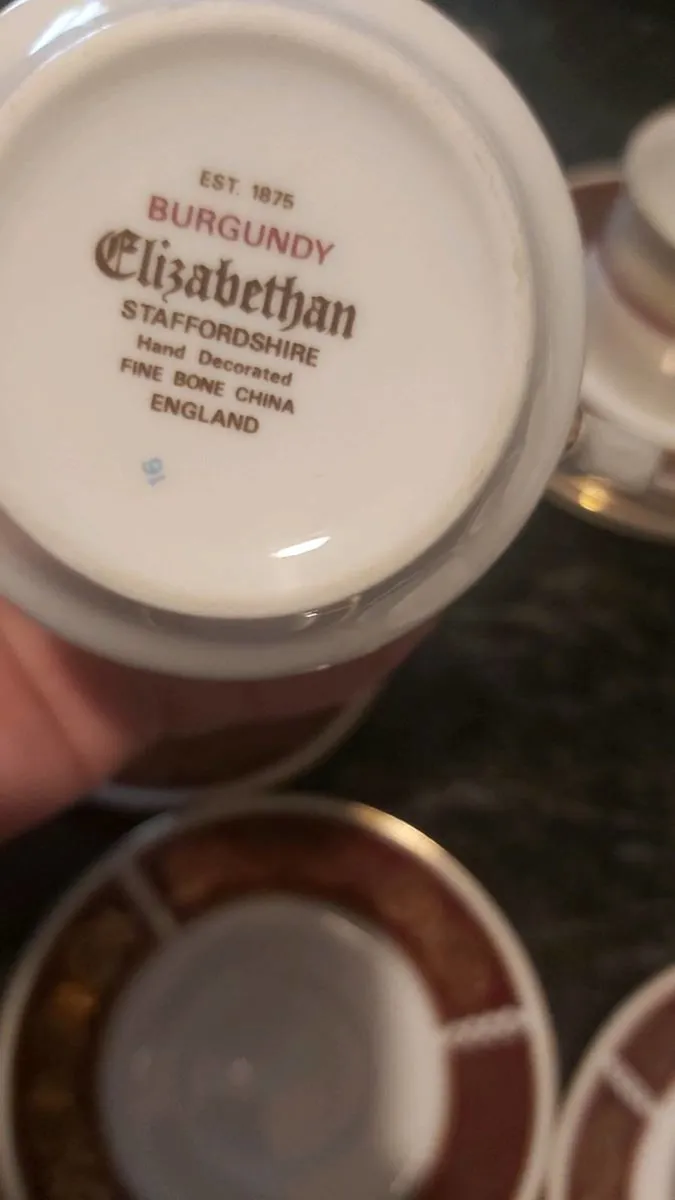 EST. 1875
BURGUNDY
Elizabethan
STAFFORDSHIRE
Hand Decorated
FINE BONE CHINA
ENGLAND